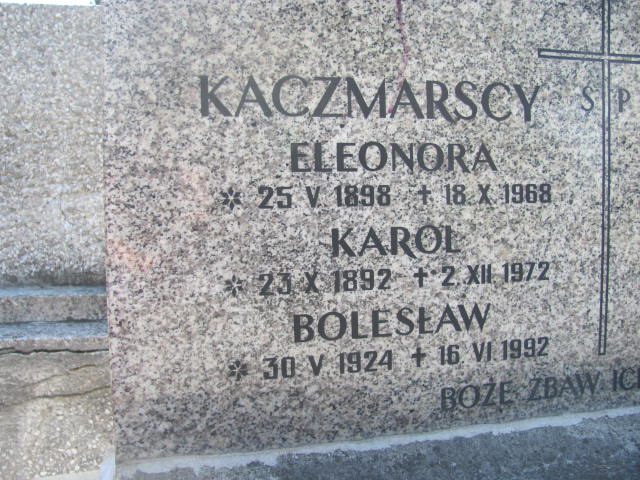 KACZMARSCY S P
ELEONORA
* 25 V 1898 + 18 X 1968
KAROL
* 23 X 1892 + 2 XII 1972
BOLESŁAW
* 30 V 1924 + 16 VI 1992
BOŻE ZBAW ICH